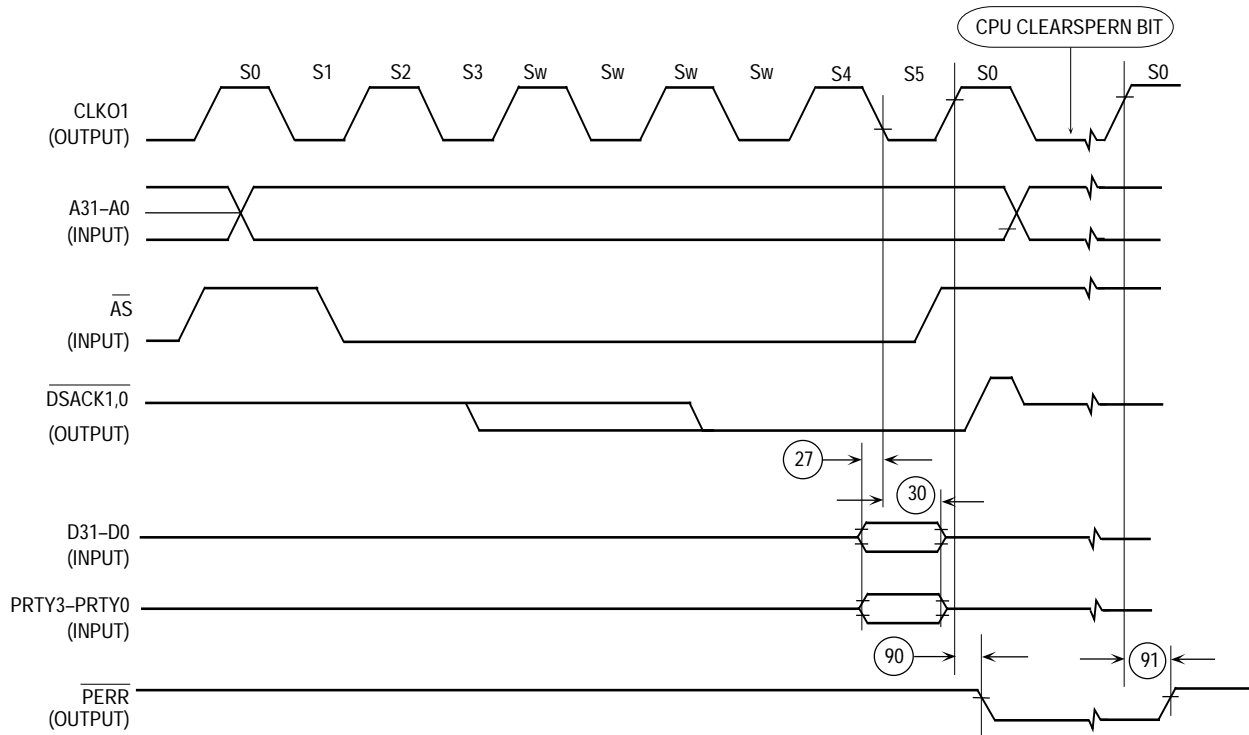 CPU CLEARSPERN BIT
S0 S1 S2 S3 Sw Sw Sw Sw S4 S5 S0 S0
CLKO1
(OUTPUT)
A31–A0
(INPUT)
AS
(INPUT)
DSACK1,0
(OUTPUT)
27
30
D31–D0
(INPUT)
PRTY3–PRTY0
(INPUT)
90
91
PERR
(OUTPUT)